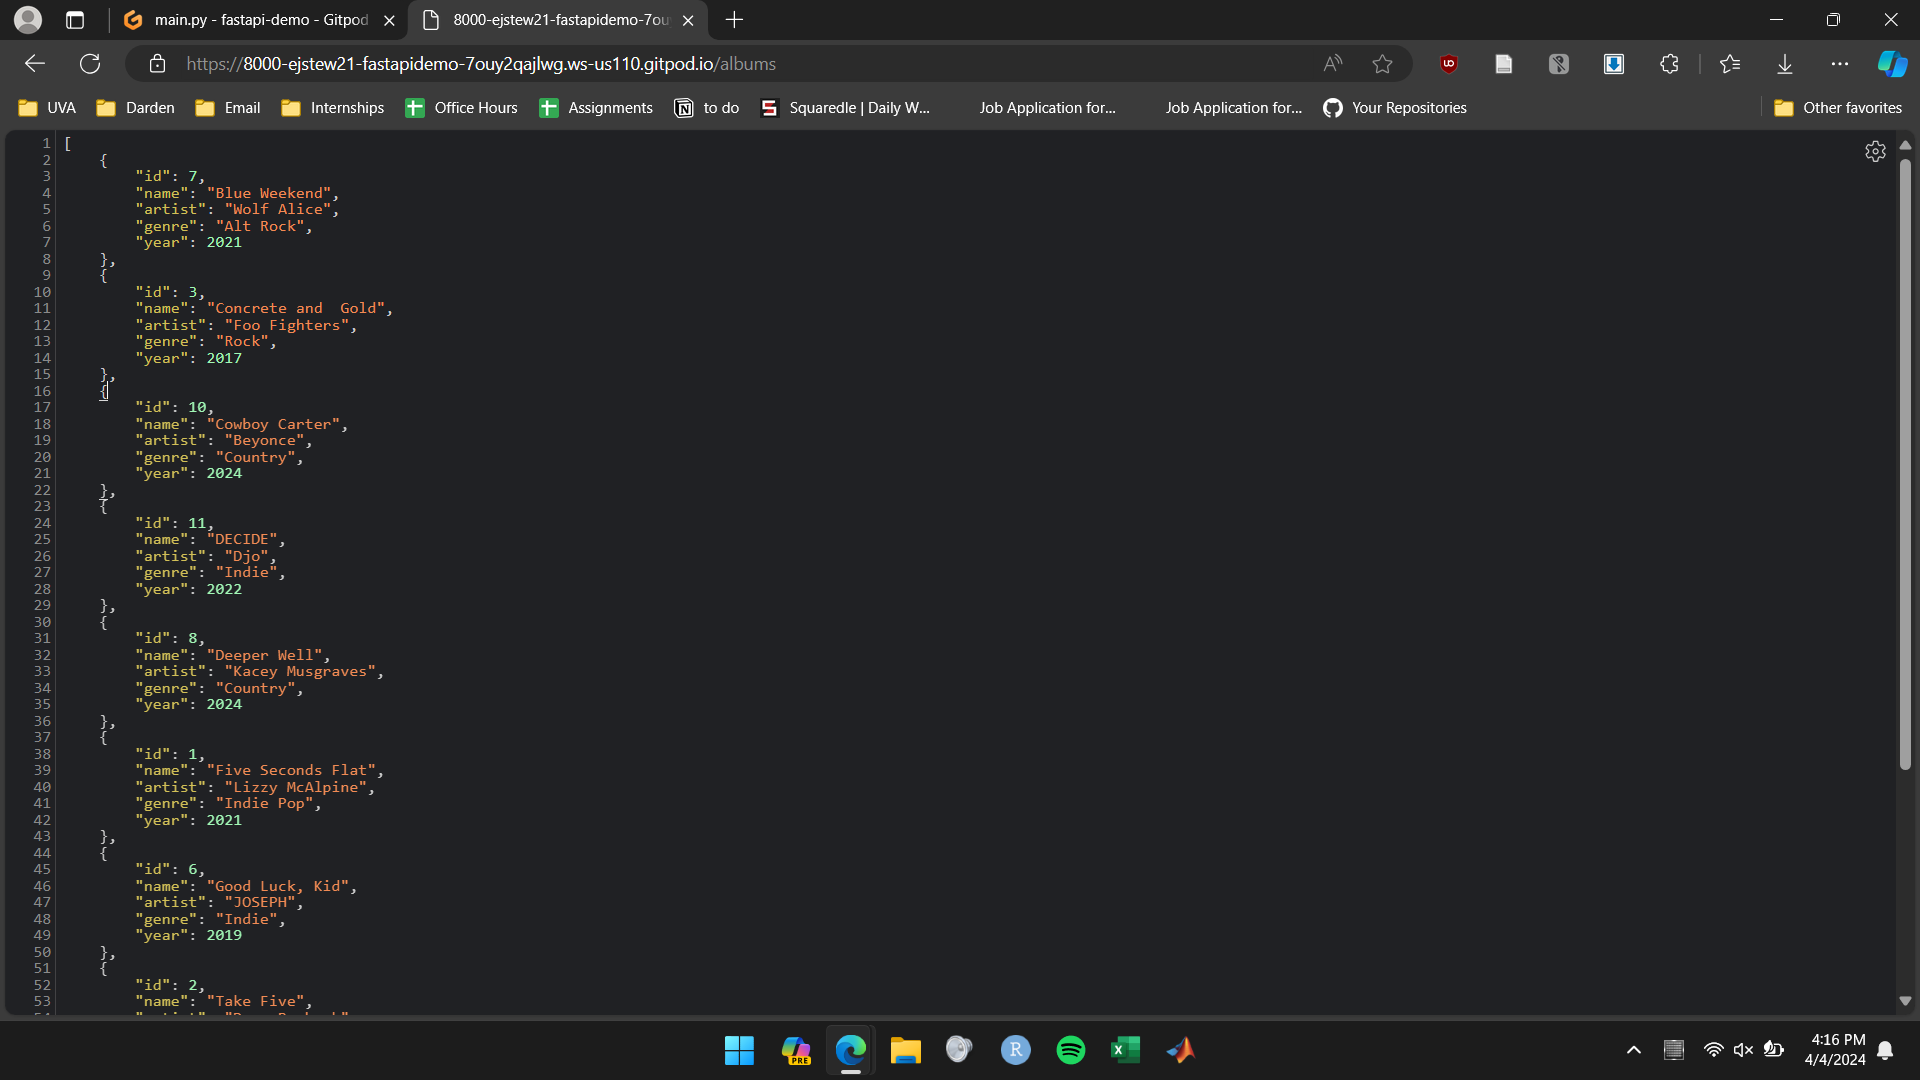 main.py - fastapi-demo - Gitpod
8000-ejstew21-fastapidemo-7ou
https://8000-ejstew21-fastapidemo-7ouy2qajlwg.ws-us110.gitpod.io/albums
UVA Darden Email Internships Office Hours Assignments to do Squaredle | Daily W... Job Application for... Job Application for... Your Repositories Other favorites
1 [
2 {
3 "id": 7,
4 "name": "Blue Weekend",
5 "artist": "Wolf Alice",
6 "genre": "Alt Rock",
7 "year": 2021
8 },
9 {
10 "id": 3,
11 "name": "Concrete and  Gold",
12 "artist": "Foo Fighters",
13 "genre": "Rock",
14 "year": 2017
15 },
16 {
17 "id": 10,
18 "name": "Cowboy Carter",
19 "artist": "Beyonce",
20 "genre": "Country",
21 "year": 2024
22 },
23 {
24 "id": 11,
25 "name": "DECIDE",
26 "artist": "Djo",
27 "genre": "Indie",
28 "year": 2022
29 },
30 {
31 "id": 8,
32 "name": "Deeper Well",
33 "artist": "Kacey Musgraves",
34 "genre": "Country",
35 "year": 2024
36 },
37 {
38 "id": 1,
39 "name": "Five Seconds Flat",
40 "artist": "Lizzy McAlpine",
41 "genre": "Indie Pop",
42 "year": 2021
43 },
44 {
45 "id": 6,
46 "name": "Good Luck, Kid",
47 "artist": "JOSEPH",
48 "genre": "Indie",
49 "year": 2019
50 },
51 {
52 "id": 2,
53 "name": "Take Five",
PRE
R
4:16 PM
4/4/2024